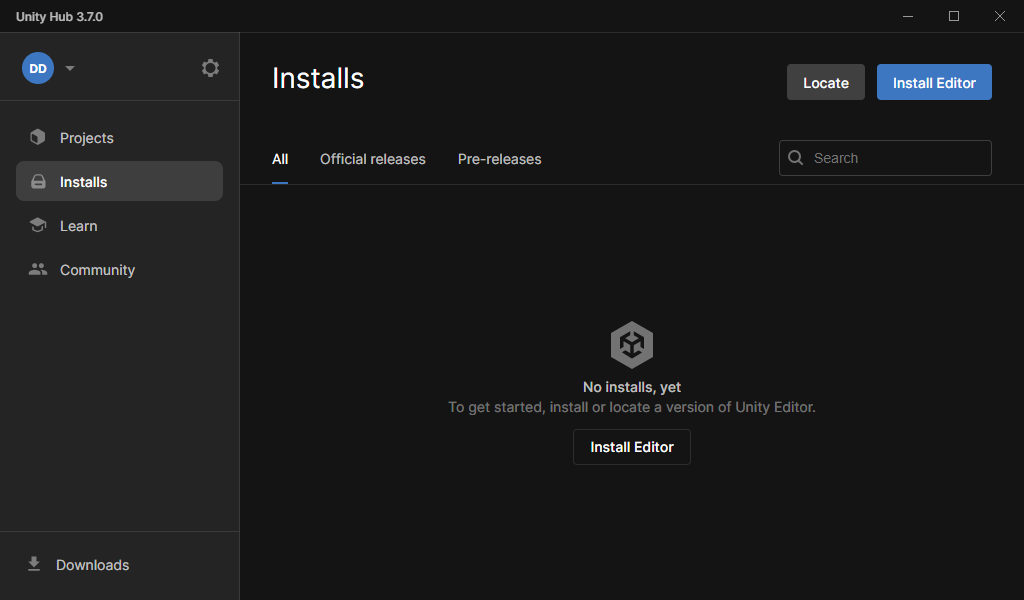 Unity Hub 3.7.0
DD
Projects
Installs
Learn
Community
Downloads
Installs
Locate
Install Editor
All
Official releases
Pre-releases
Search
No installs, yet
To get started, install or locate a version of Unity Editor.
Install Editor